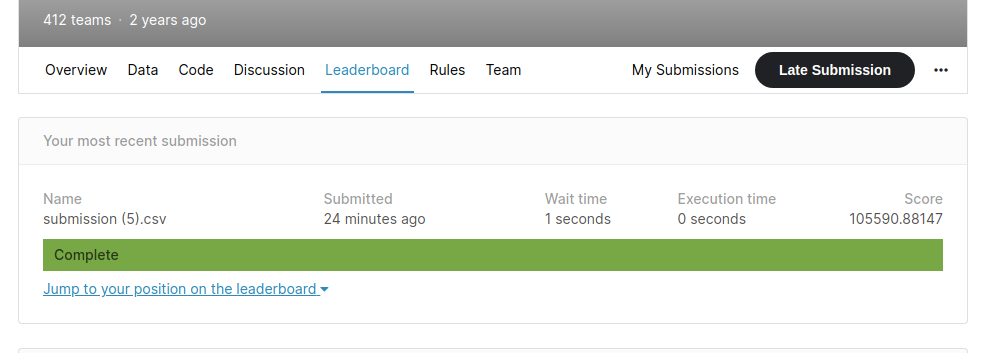 412 teams · 2 years ago
Overview Data Code Discussion Leaderboard Rules Team My Submissions Late Submission ···
Your most recent submission
Name Submitted Wait time Execution time Score
submission (5).csv 24 minutes ago 1 seconds 0 seconds 105590.88147
Complete
Jump to your position on the leaderboard